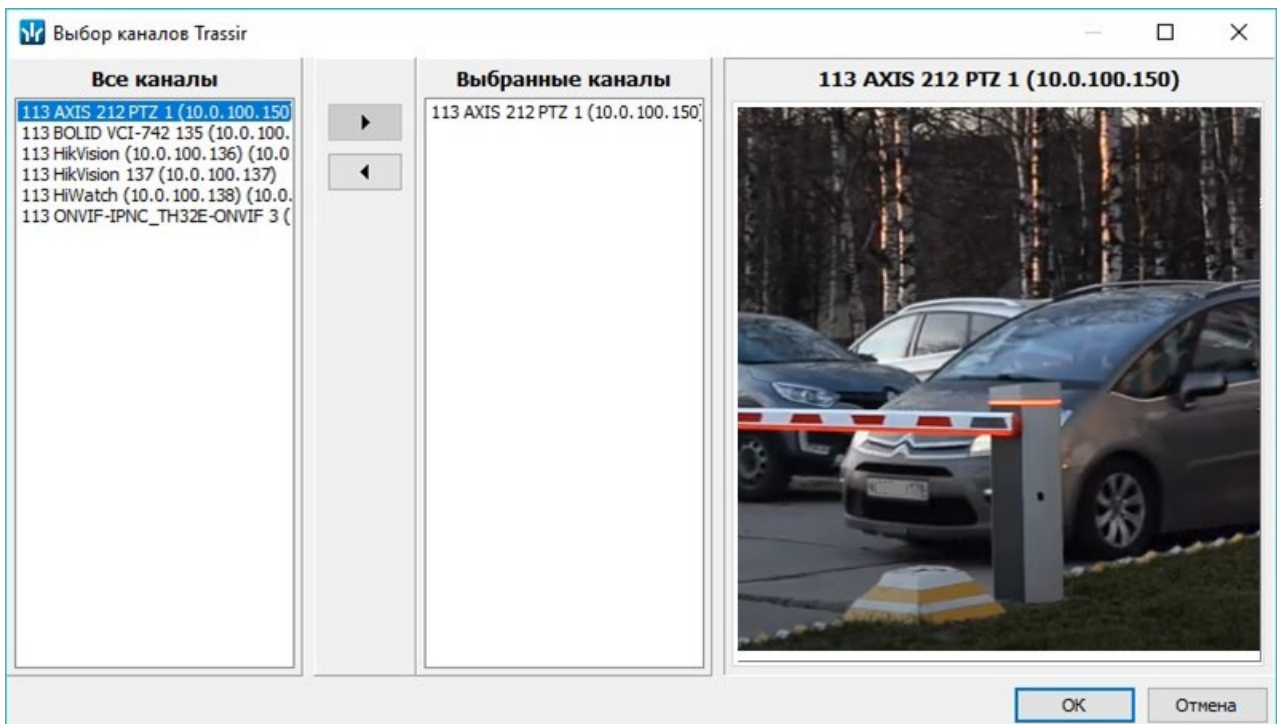 Выбор каналов Trassir
Все каналы
113 AXIS 212 PTZ 1 (10.0.100.150)
113 BOLID VCI-742 135 (10.0.100.
113 HikVision (10.0.100.136) (10.0
113 HikVision 137 (10.0.100.137)
113 HiWatch (10.0.100.138) (10.0.
113 ONVIF-IPNC_TH32E-ONVIF 3 (
Выбранные каналы
113 AXIS 212 PTZ 1 (10.0.100.150)
113 AXIS 212 PTZ 1 (10.0.100.150)
OK
Отмена